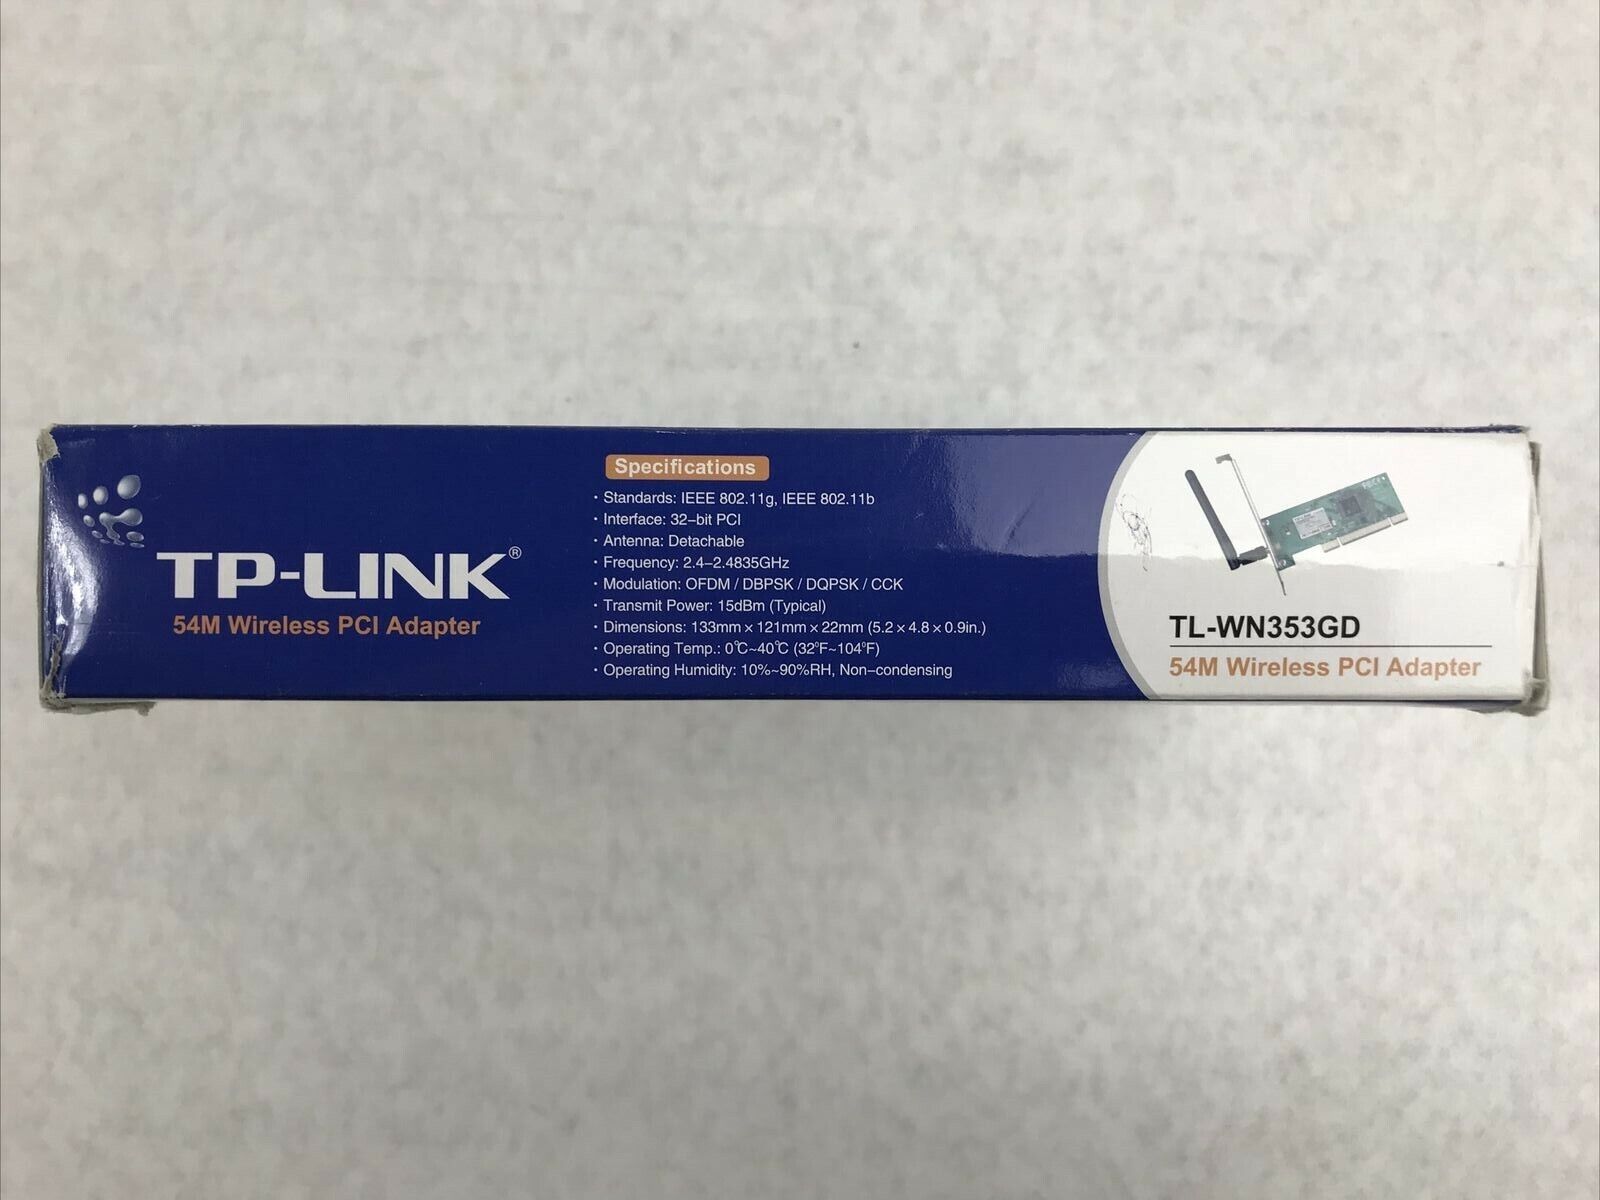 TP-LINK®
54M Wireless PCI Adapter
Specifications
· Standards: IEEE 802.11g, IEEE 802.11b
· Interface: 32-bit PCI
· Antenna: Detachable
· Frequency: 2.4-2.4835GHz
· Modulation: OFDM / DBPSK / DQPSK / CCK
· Transmit Power: 15dBm (Typical)
· Dimensions: 133mm × 121mm × 22mm (5.2 × 4.8 × 0.9in.)
· Operating Temp.: 0℃~40℃ (32°F~104°F)
· Operating Humidity: 10%~90%RH, Non-condensing
TL-WN353GD
54M Wireless PCI Adapter